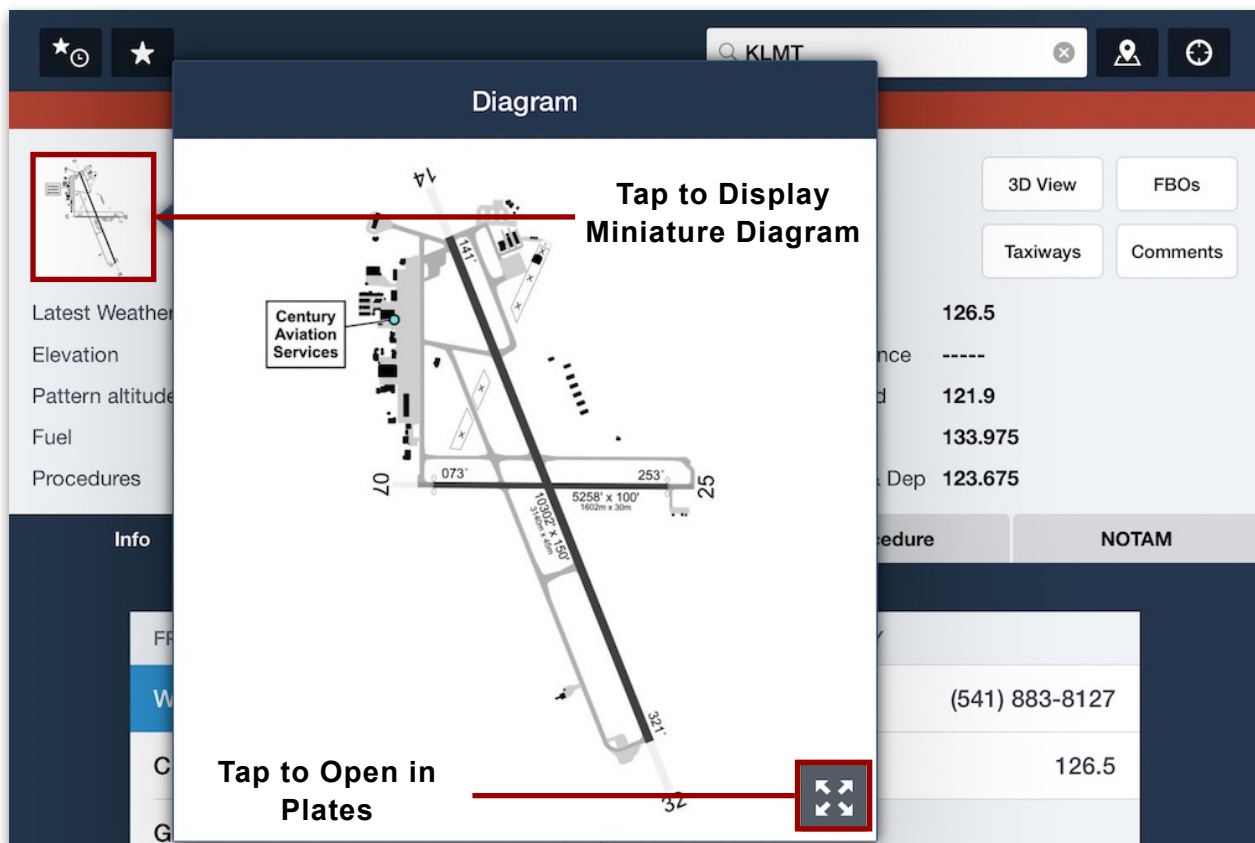 KLMT
Diagram
Tap to Display
Miniature Diagram
3D View
FBOs
Taxiways
Comments
14
141°
Century
Aviation
Services
07
073°
253°
25
5258' x 100'
1602m x 30m
10302' x 150'
3140m x 45m
321°
32
Latest Weather
126.5
Elevation
nce
-----
Pattern altitude
d
121.9
Fuel
133.975
Procedures
& Dep
123.675
Info
cedure
NOTAM
FR
Y
W
(541) 883-8127
C
126.5
G
Tap to Open in
Plates